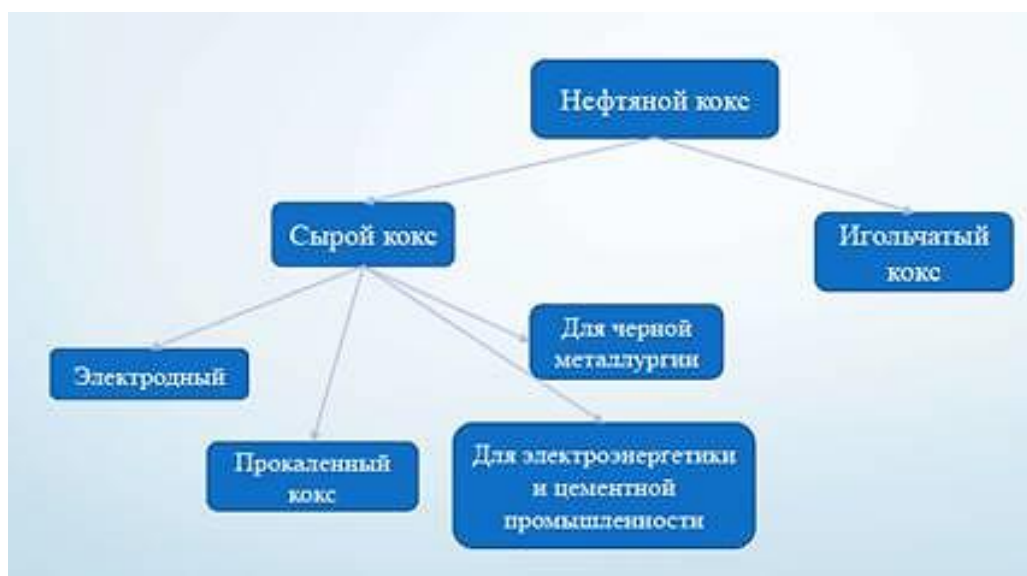 Нефтяной кокс
Сырой кокс
Игольчатый
кокс
Для черной
металлургии
Электродный
Прокаленный
кокс
Для электроэнергетики
и цементной
промышленности